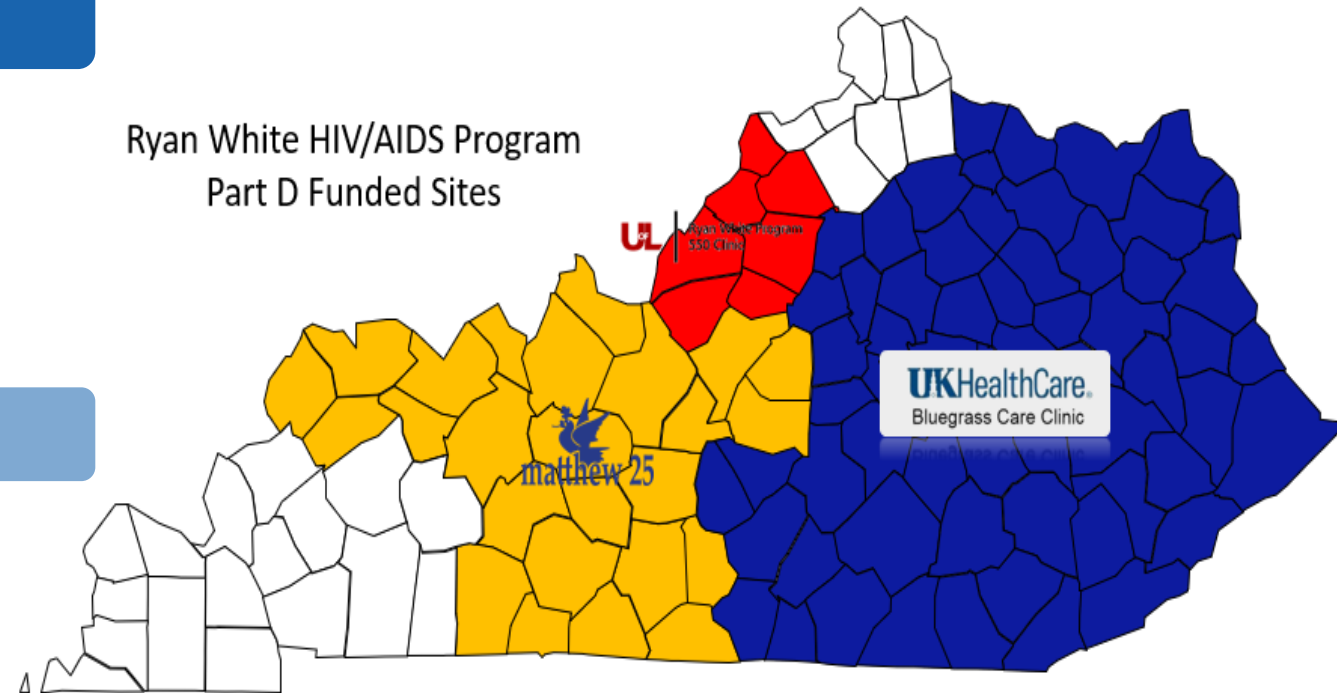 Ryan White HIV/AIDS Program
Part D Funded Sites
UofL Ryan White Program
550 Clinic
UKHealthCare®
Bluegrass Care Clinic
matthew 25